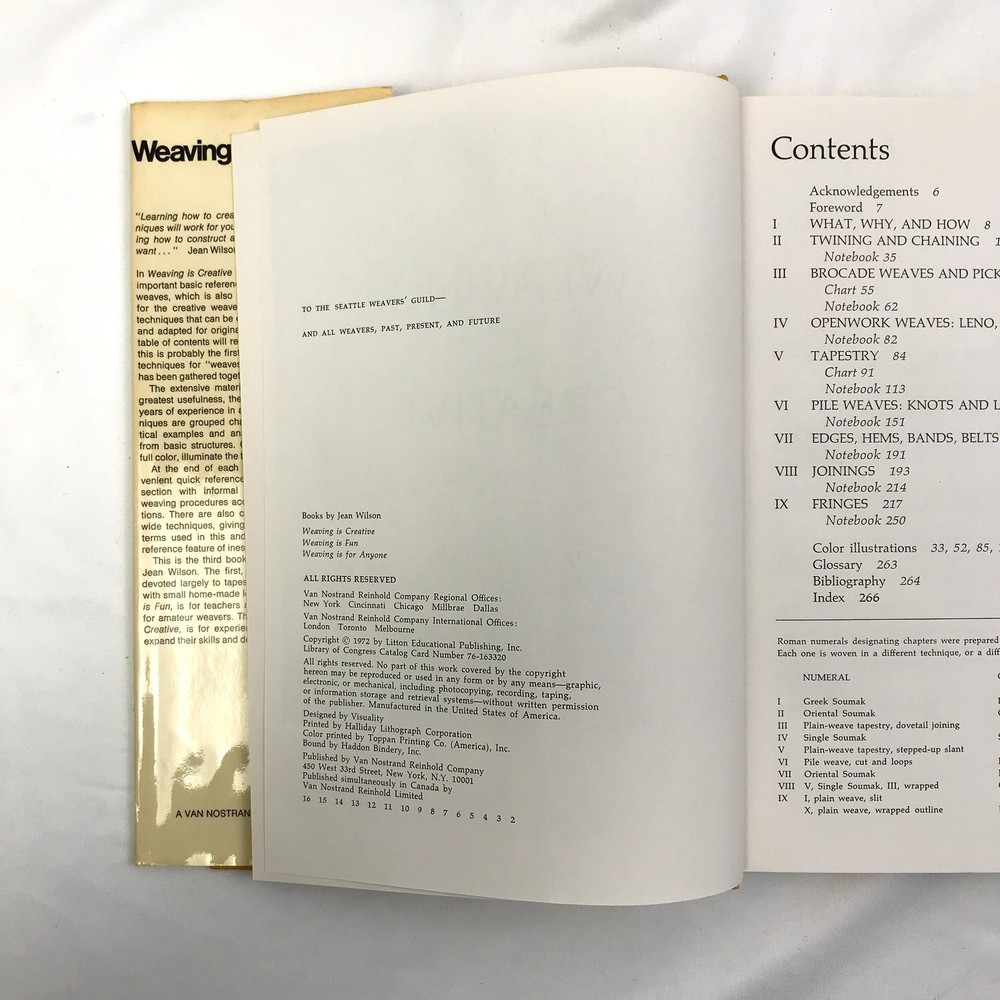 Weaving
"Learning how to crea
niques will work for you
ing how to construct a
want . . ." Jean Wilson
In Weaving is Creative
important basic referen
weaves, which is also
for the creative weave
techniques that can be
and adapted for origina
table of contents will re
this is probably the first
techniques for "weaves
has been gathered toget
The extensive materi
greatest usefulness, the
years of experience in a
niques are grouped cha
tical examples and an
from basic structures.
full color, illuminate the t
At the end of each
venient quick reference
section with informal
weaving procedures acc
tions. There are also c
wide techniques, giving
terms used in this and
reference feature of ines
This is the third book
Jean Wilson. The first,
devoted largely to tapes
with small home-made l
is Fun, is for teachers
for amateur weavers. Th
Creative, is for experie
expand their skills and de
A VAN NOSTRAN
TO THE SEATTLE WEAVERS' GUILD—
AND ALL WEAVERS, PAST, PRESENT, AND FUTURE
Books by Jean Wilson
Weaving is Creative
Weaving is Fun
Weaving is for Anyone
ALL RIGHTS RESERVED
Van Nostrand Reinhold Company Regional Offices:
New York Cincinnati Chicago Millbrae Dallas
Van Nostrand Reinhold Company International Offices:
London Toronto Melbourne
Copyright © 1972 by Litton Educational Publishing, Inc.
Library of Congress Catalog Card Number 76-163320
All rights reserved. No part of this work covered by the copyright
hereon may be reproduced or used in any form or by any means—graphic,
electronic, or mechanical, including photocopying, recording, taping,
or information storage and retrieval systems—without written permission
of the publisher. Manufactured in the United States of America.
Designed by Visuality
Printed by Halliday Lithograph Corporation
Color printed by Toppan Printing Co. (America), Inc.
Bound by Haddon Bindery, Inc.
Published by Van Nostrand Reinhold Company
450 West 33rd Street, New York, N.Y. 10001
Published simultaneously in Canada by
Van Nostrand Reinhold Limited
16 15 14 13 12 11 10 9 8 7 6 5 4 3 2
Contents
Acknowledgements 6
Foreword 7
I WHAT, WHY, AND HOW 8
II TWINING AND CHAINING 1
Notebook 35
III BROCADE WEAVES AND PICK
Chart 55
Notebook 62
IV OPENWORK WEAVES: LENO,
Notebook 82
V TAPESTRY 84
Chart 91
Notebook 113
VI PILE WEAVES: KNOTS AND L
Notebook 151
VII EDGES, HEMS, BANDS, BELTS
Notebook 191
VIII JOININGS 193
Notebook 214
IX FRINGES 217
Notebook 250
Color illustrations 33, 52, 85,
Glossary 263
Bibliography 264
Index 266
Roman numerals designating chapters were prepared
Each one is woven in a different technique, or a diff
NUMERAL
I Greek Soumak
II Oriental Soumak
III Plain-weave tapestry, dovetail joining
IV Single Soumak
V Plain-weave tapestry, stepped-up slant
VI Pile weave, cut and loops
VII Oriental Soumak
VIII V, Single Soumak, III, wrapped
IX I, plain weave, slit
X, plain weave, wrapped outline